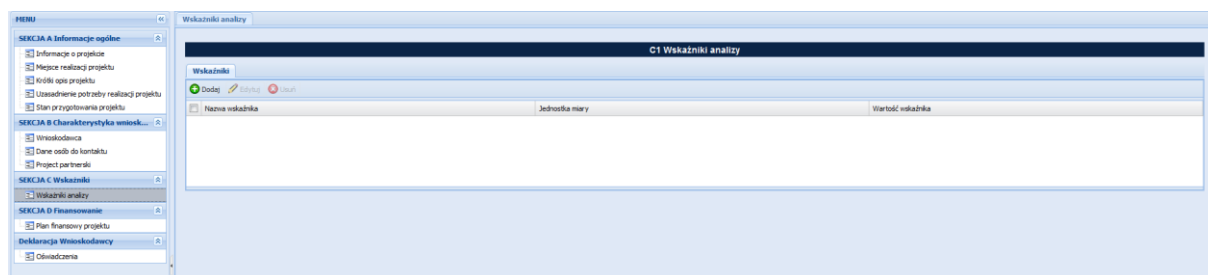 MENU
SEKCJA A Informacje ogólne
Informacje o projekcie
Miejsce realizacji projektu
Krótki opis projektu
Uzasadnienie potrzeby realizacji projektu
Stan przygotowania projektu
SEKCJA B Charakterystyka wniosk...
Wnioskodawca
Dane osób do kontaktu
Project partnerski
SEKCJA C Wskaźniki
Wskaźniki analizy
SEKCJA D Finansowanie
Plan finansowy projektu
Deklaracja Wnioskodawcy
Oświadczenia
Wskaźniki analizy
C1 Wskaźniki analizy
Wskaźniki
Dodaj Edytuj Usuń
Nazwa wskaźnika Jednostka miary Wartość wskaźnika